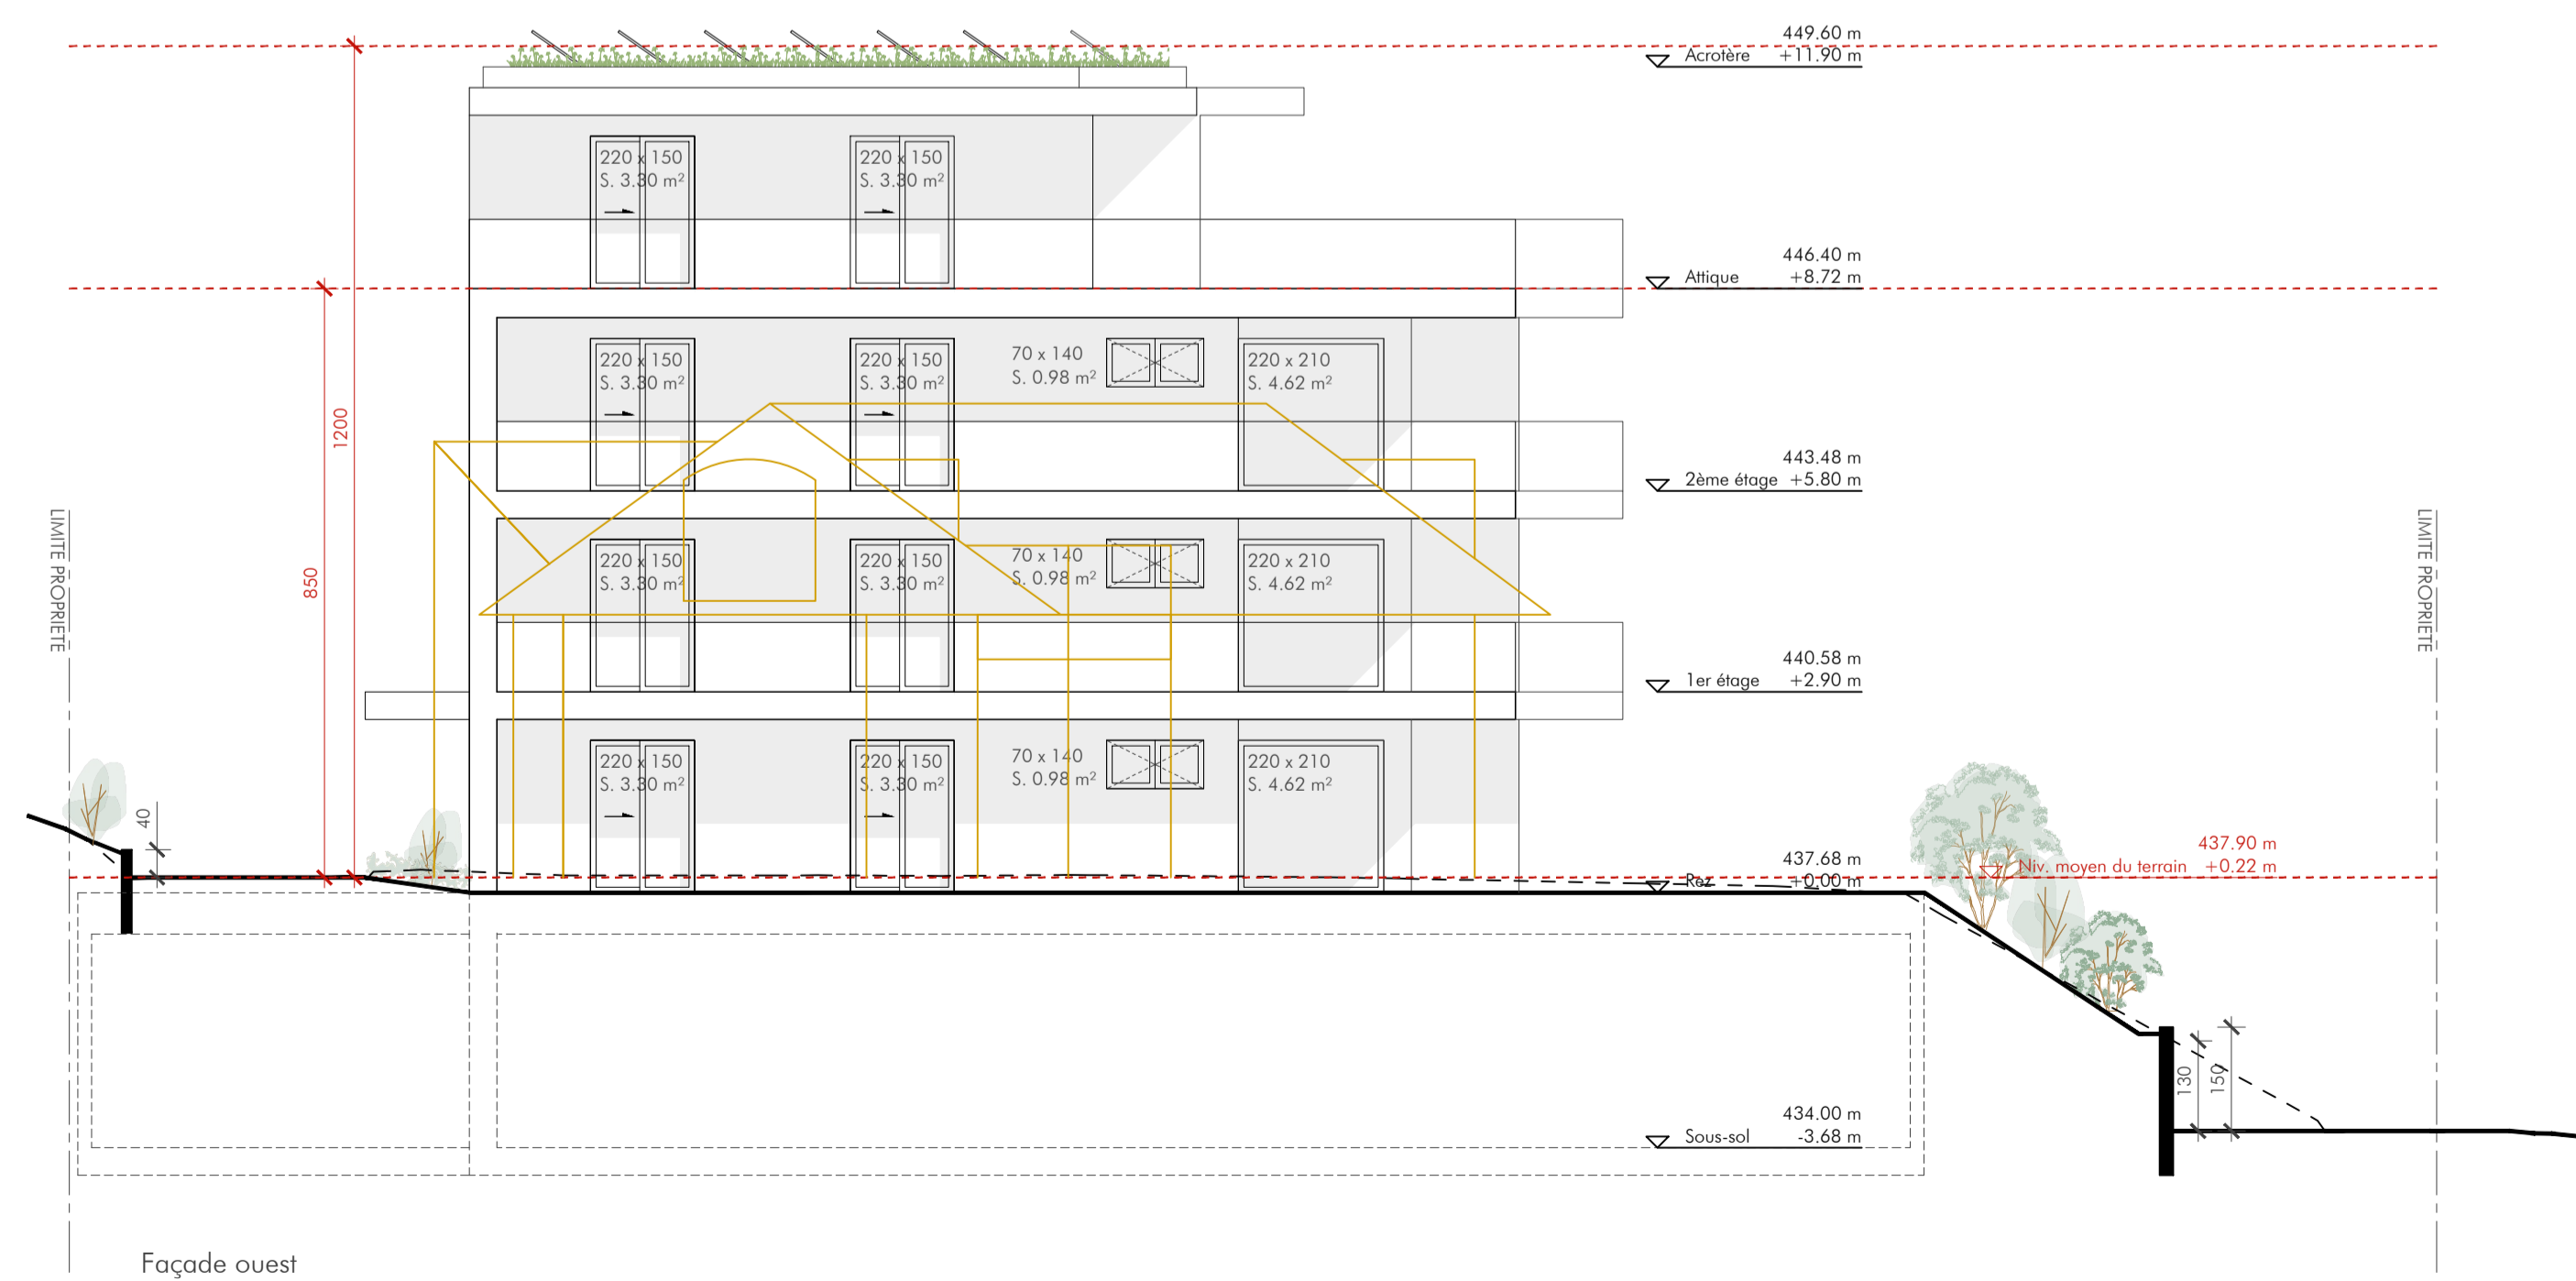 449.60 m
Acrotère +11.90 m
220 x 150
S. 3.30 m²
220 x 150
S. 3.30 m²
446.40 m
Attique +8.72 m
220 x 150
S. 3.30 m²
220 x 150
S. 3.30 m²
70 x 140
S. 0.98 m²
220 x 210
S. 4.62 m²
1200
443.48 m
2ème étage +5.80 m
LIMITE PROPRIETE
LIMITE PROPRIETE
850
220 x 150
S. 3.30 m²
220 x 150
S. 3.30 m²
70 x 140
S. 0.98 m²
220 x 210
S. 4.62 m²
440.58 m
1er étage +2.90 m
220 x 150
S. 3.30 m²
220 x 150
S. 3.30 m²
70 x 140
S. 0.98 m²
220 x 210
S. 4.62 m²
40
437.68 m
Rez +0.00 m
437.90 m
Niv. moyen du terrain +0.22 m
130
150
434.00 m
Sous-sol -3.68 m
Façade ouest